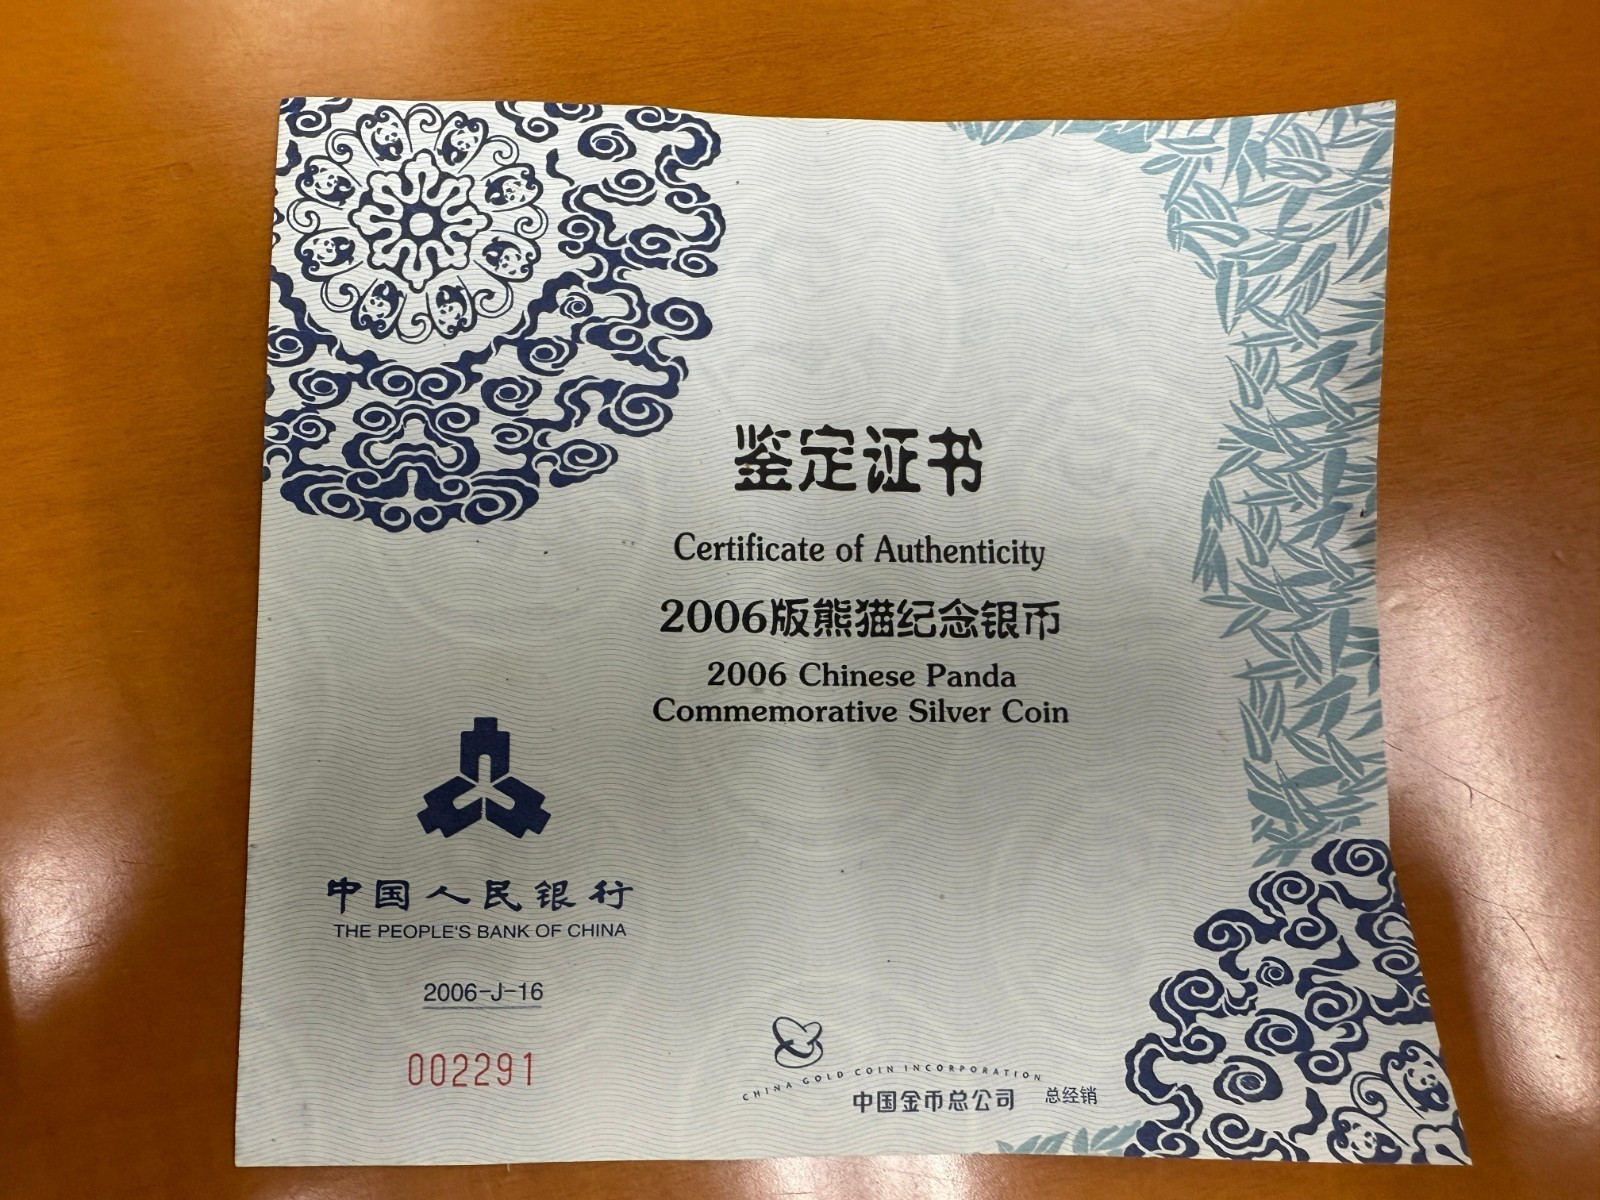 鉴定证书
Certificate of Authenticity
2006版熊猫纪念银币
2006 Chinese Panda
Commemorative Silver Coin
中国人民银行
THE PEOPLE'S BANK OF CHINA
2006-J-16
002291
CHINA GOLD COIN INCORPORATION
中国金币总公司 总经销